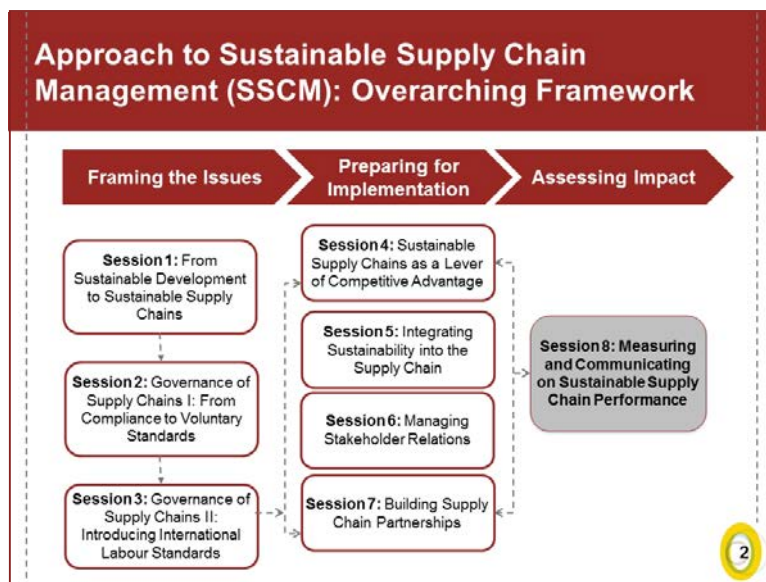 Approach to Sustainable Supply Chain
Management (SSCM): Overarching Framework
Framing the Issues
Preparing for
Implementation
Assessing Impact
Session 1: From
Sustainable Development
to Sustainable Supply
Chains
Session 2: Governance of
Supply Chains I: From
Compliance to Voluntary
Standards
Session 3: Governance of
Supply Chains II:
Introducing International
Labour Standards
Session 4: Sustainable
Supply Chains as a Lever
of Competitive Advantage
Session 5: Integrating
Sustainability into the
Supply Chain
Session 6: Managing
Stakeholder Relations
Session 7: Building Supply
Chain Partnerships
Session 8: Measuring
and Communicating
on Sustainable Supply
Chain Performance
2